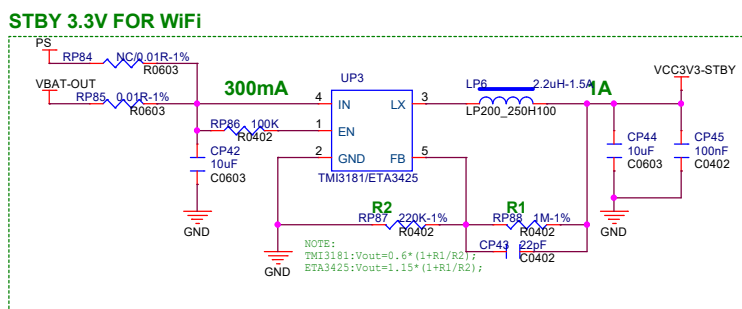 STBY 3.3V FOR WiFi
PS
RP84 NC/0.01R-1%
R0603
VBAT-OUT
RP85 0.01R-1%
R0603
300mA
UP3
4 IN LX 3
1 EN
2 GND FB 5
TMI3181/ETA3425
RP86 100K
R0402
CP42
10uF
C0603
GND
LP6 2.2uH-1.5A
LP200_250H100
1A
VCC3V3-STBY
CP44
10uF
C0603
CP45
100nF
C0402
GND
R2
RP87 220K-1%
R0402
R1
RP88 1M-1%
R0402
CP43 22pF
C0402
GND
NOTE:
TMI3181:Vout=0.6*(1+R1/R2);
ETA3425:Vout=1.15*(1+R1/R2);